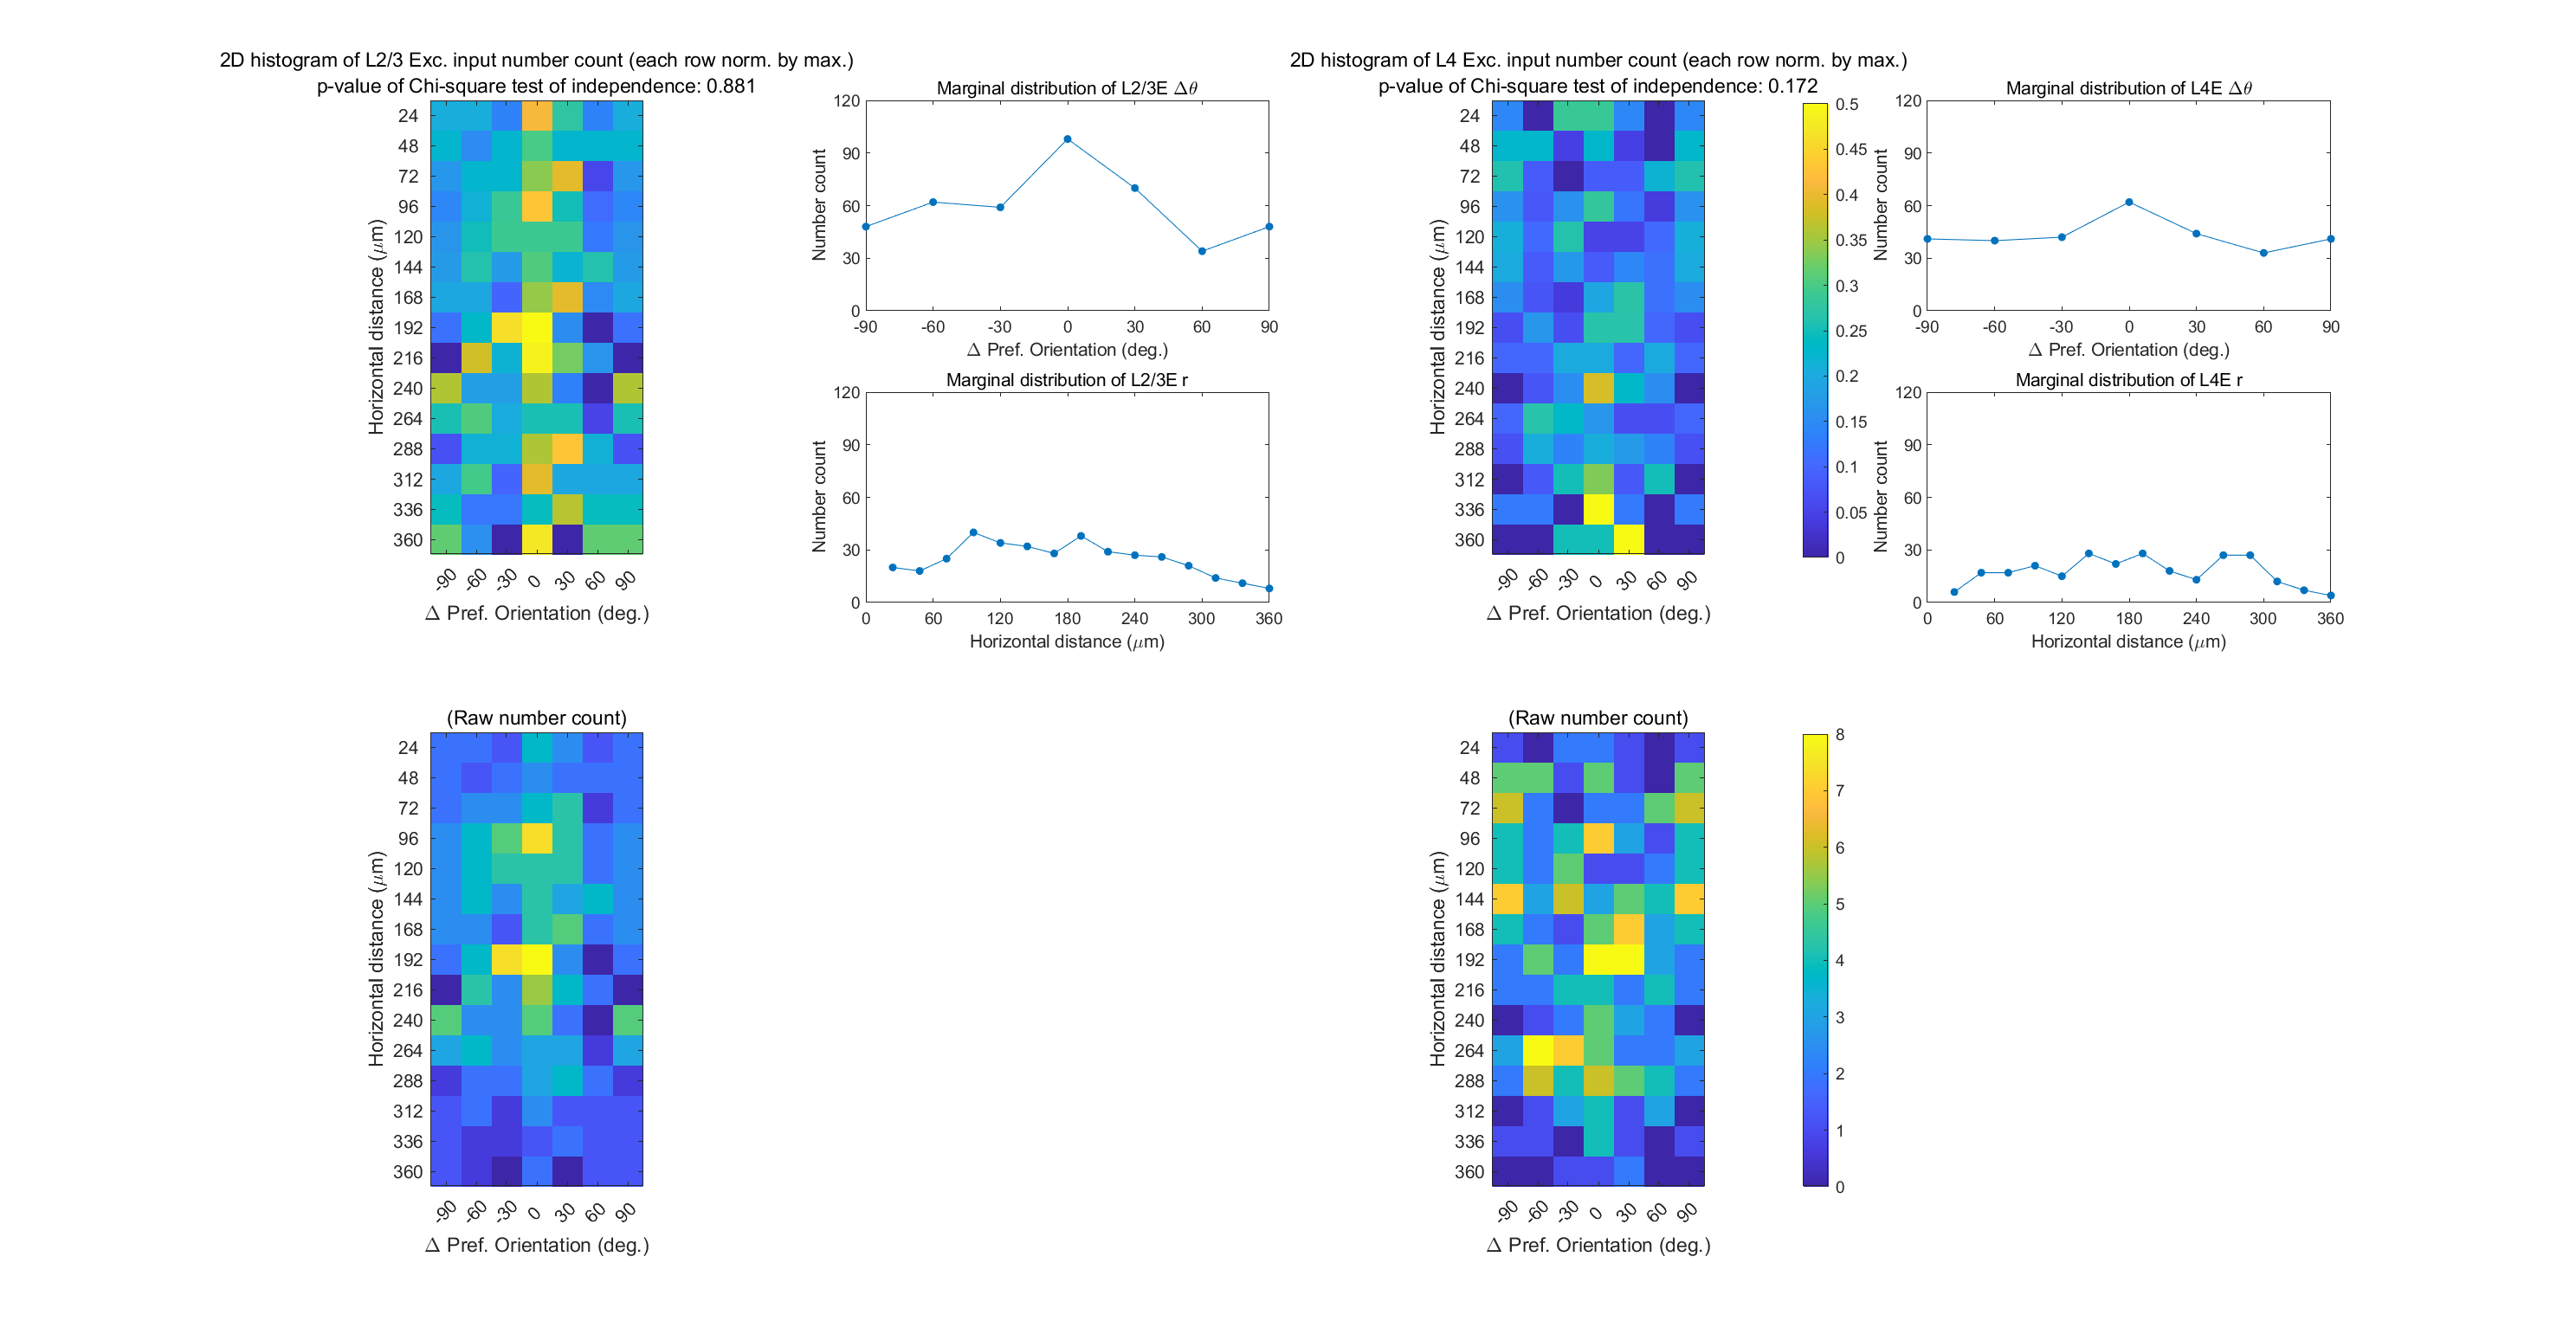 2D histogram of L2/3 Exc. input number count (each row norm. by max.)
p-value of Chi-square test of independence: 0.881
24
48
72
96
120
144
168
192
216
240
264
288
312
336
360
Horizontal distance (μm)
-90 -60 -30 0 30 60 90
Δ Pref. Orientation (deg.)
Marginal distribution of L2/3E Δθ
120
90
60
30
0
Number count
-90 -60 -30 0 30 60 90
Δ Pref. Orientation (deg.)
Marginal distribution of L2/3E r
120
90
60
30
0
Number count
0 60 120 180 240 300 360
Horizontal distance (μm)
2D histogram of L4 Exc. input number count (each row norm. by max.)
p-value of Chi-square test of independence: 0.172
24
48
72
96
120
144
168
192
216
240
264
288
312
336
360
Horizontal distance (μm)
-90 -60 -30 0 30 60 90
Δ Pref. Orientation (deg.)
0.5
0.45
0.4
0.35
0.3
0.25
0.2
0.15
0.1
0.05
0
Marginal distribution of L4E Δθ
120
90
60
30
0
Number count
-90 -60 -30 0 30 60 90
Δ Pref. Orientation (deg.)
Marginal distribution of L4E r
120
90
60
30
0
Number count
0 60 120 180 240 300 360
Horizontal distance (μm)
(Raw number count)
24
48
72
96
120
144
168
192
216
240
264
288
312
336
360
Horizontal distance (μm)
-90 -60 -30 0 30 60 90
Δ Pref. Orientation (deg.)
(Raw number count)
24
48
72
96
120
144
168
192
216
240
264
288
312
336
360
Horizontal distance (μm)
-90 -60 -30 0 30 60 90
Δ Pref. Orientation (deg.)
8
7
6
5
4
3
2
1
0